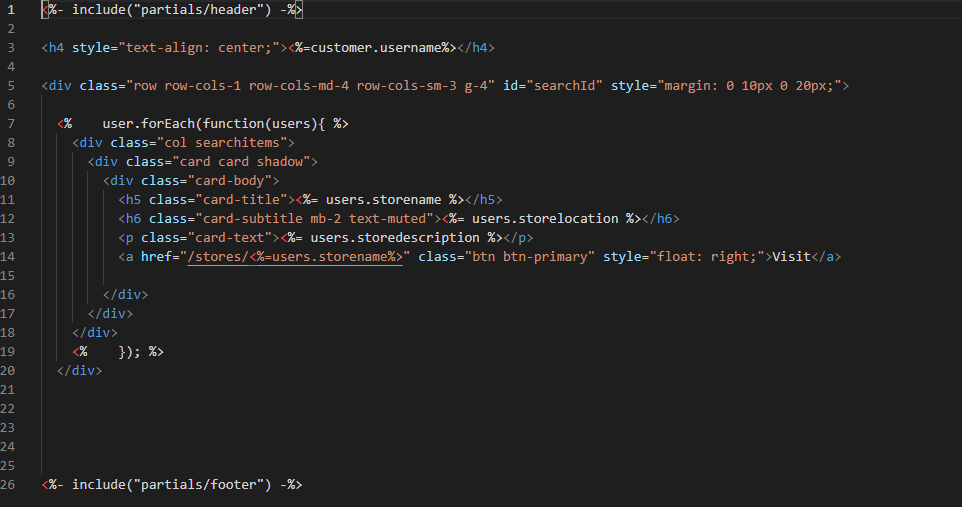 1 <%- include("partials/header") -%>
2
3 <h4 style="text-align: center;"><%=customer.username%></h4>
4
5 <div class="row row-cols-1 row-cols-md-4 row-cols-sm-3 g-4" id="searchId" style="margin: 0 10px 0 20px;">
6
7   <%    user.forEach(function(users){ %>
8     <div class="col searchitems">
9       <div class="card card shadow">
10         <div class="card-body">
11           <h5 class="card-title"><%= users.storename %></h5>
12           <h6 class="card-subtitle mb-2 text-muted"><%= users.storelocation %></h6>
13           <p class="card-text"><%= users.storedescription %></p>
14           <a href="/stores/<%=users.storename%>" class="btn btn-primary" style="float: right;">Visit</a>
15
16         </div>
17       </div>
18     </div>
19     <%    }); %>
20   </div>
21
22
23
24
25
26 <%- include("partials/footer") -%>